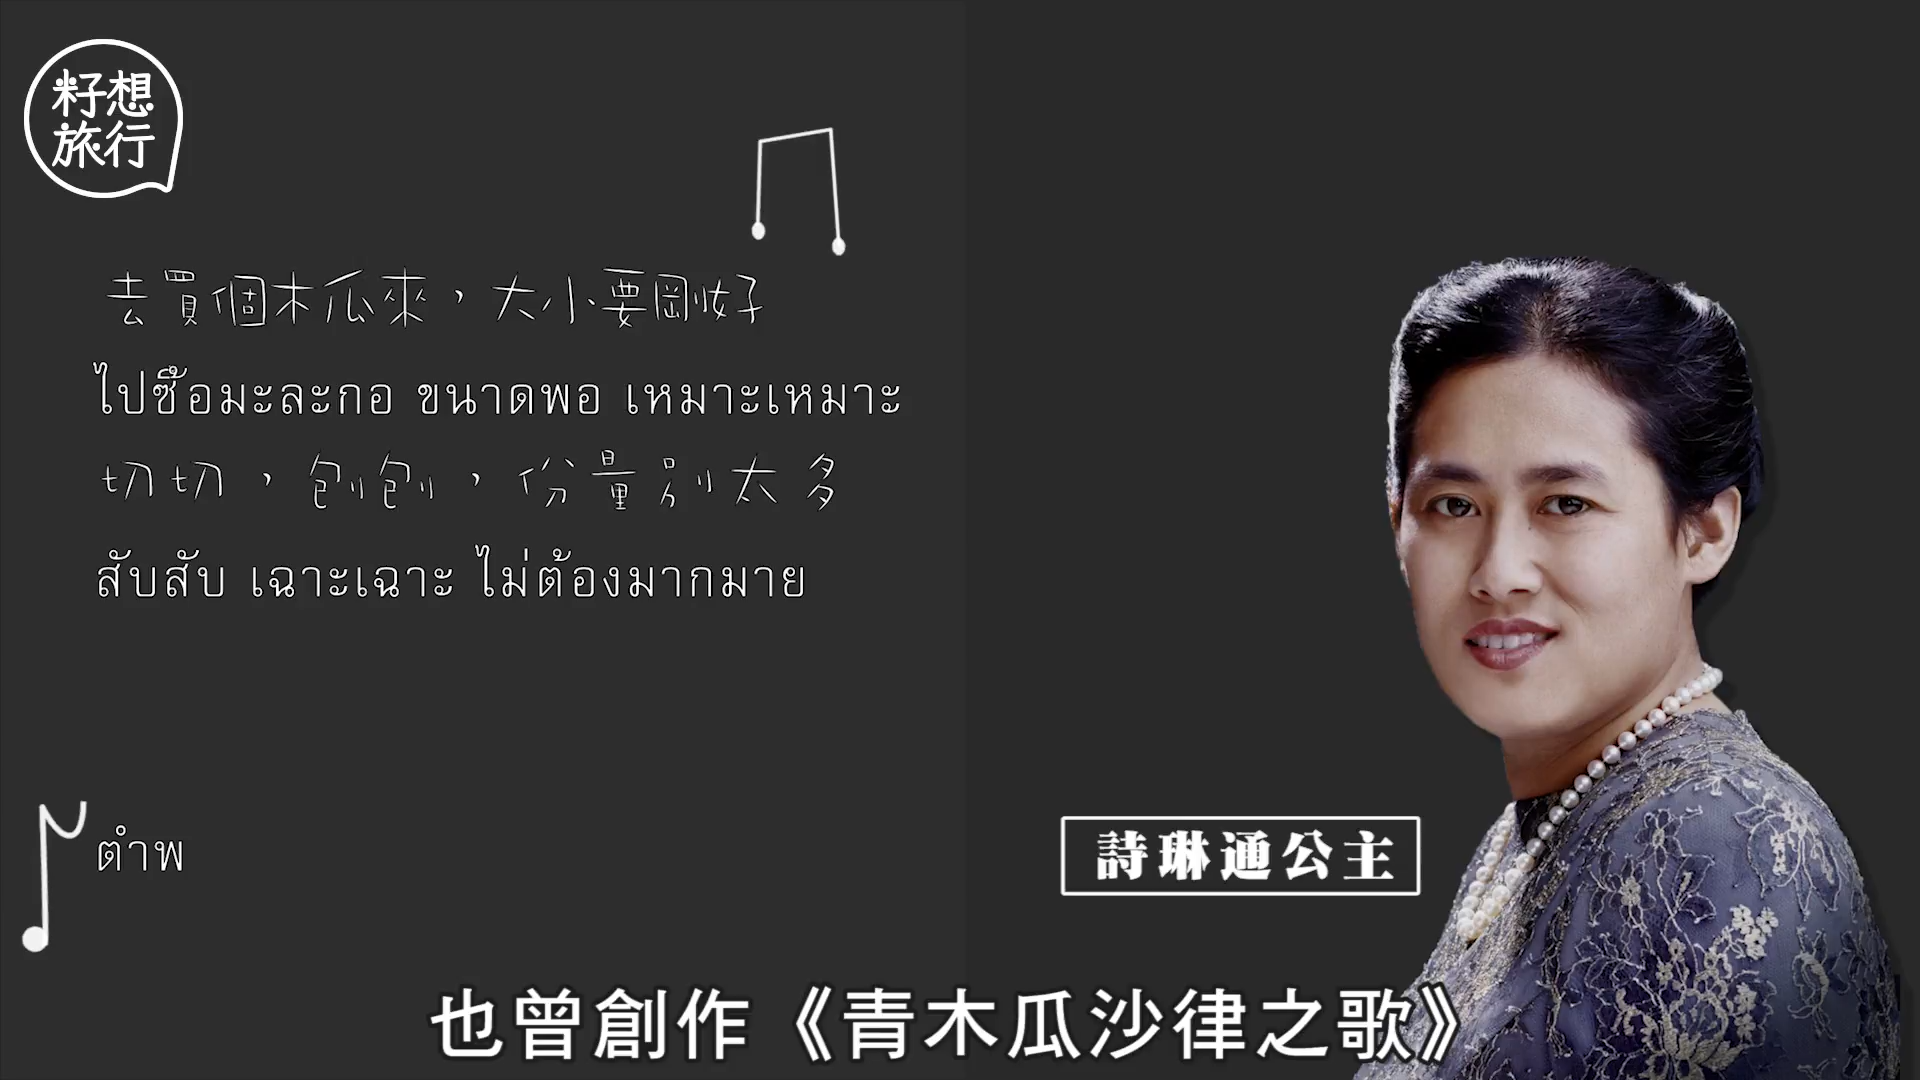 籽想
旅行
去買個木瓜來，大小要剛好
ไปซื้อมะละกอ ขนาดพอ เหมาะเหมาะ
切切，刨刨，份量別太多
สับสับ เฉาะเฉาะ ไม่ต้องมากมาย
ตำพ
詩琳通公主
也曾創作《青木瓜沙律之歌》